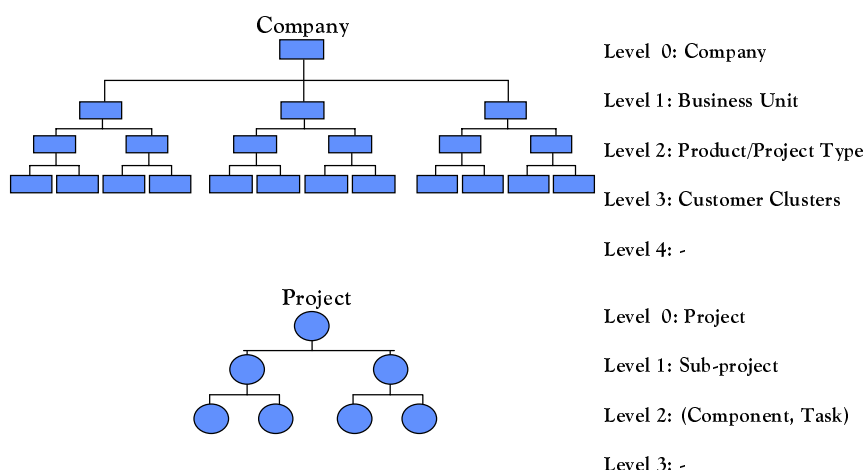 Company
Level 0: Company
Level 1: Business Unit
Level 2: Product/Project Type
Level 3: Customer Clusters
Level 4: -
Project
Level 0: Project
Level 1: Sub-project
Level 2: (Component, Task)
Level 3: -